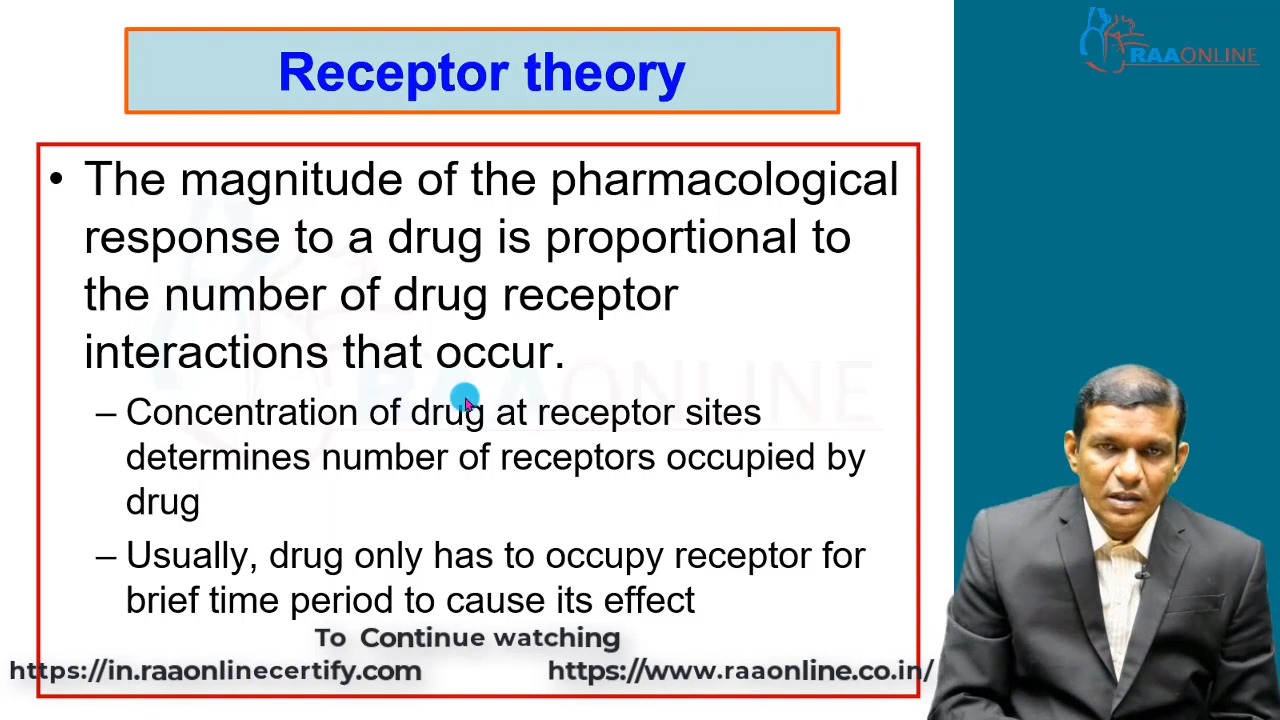 Receptor theory
RAAONLINE
• The magnitude of the pharmacological
response to a drug is proportional to
the number of drug receptor
interactions that occur.
RAAONLINE
– Concentration of drug at receptor sites
determines number of receptors occupied by
drug
– Usually, drug only has to occupy receptor for
brief time period to cause its effect
To Continue watching
https://in.raaonlinecertify.com
https://www.raaonline.co.in/